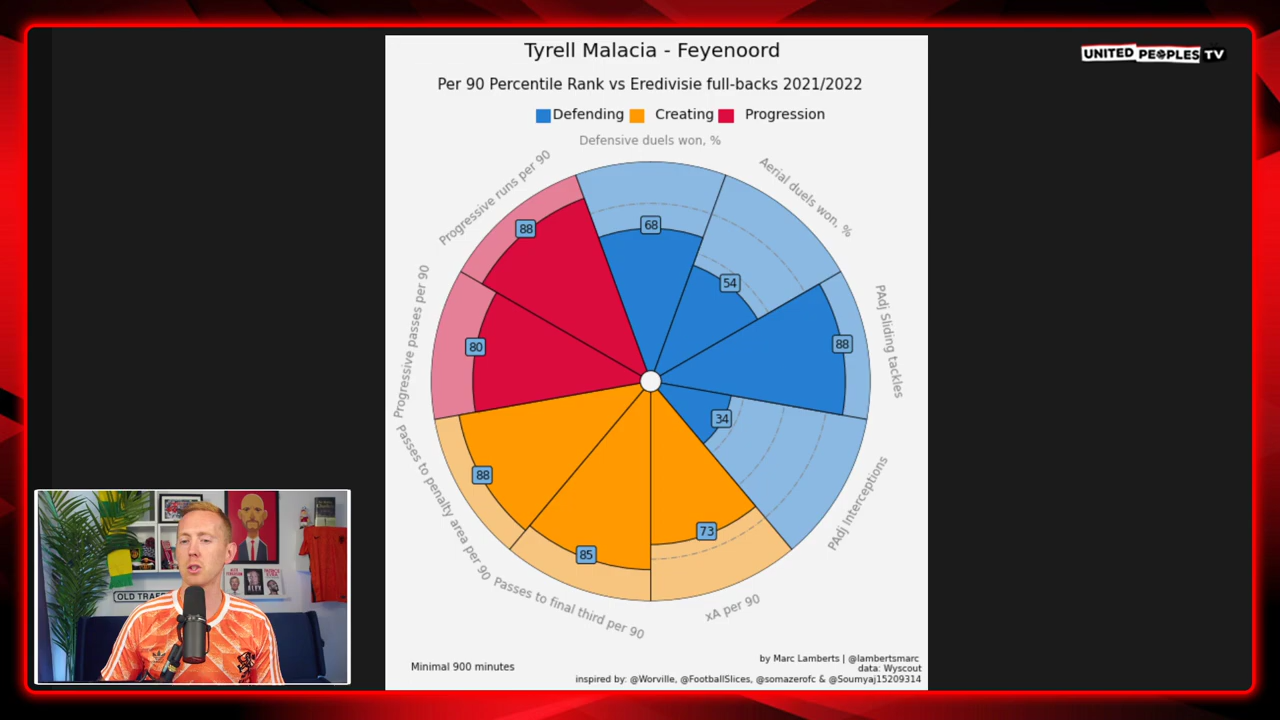 Tyrell Malacia - Feyenoord
UNITED PEOPLES TV
Per 90 Percentile Rank vs Eredivisie full-backs 2021/2022
Defending Creating Progression
Defensive duels won, %
Aerial duels won, %
PAdj Sliding tackles
PAdj Interceptions
xA per 90
Passes to final third per 90
Passes to penalty area per 90
Progressive passes per 90
Progressive runs per 90
68
54
88
34
73
85
88
80
88
OLD TRAFF
Minimal 900 minutes
by Marc Lamberts | @lambertsmarc
data: Wyscout
inspired by: @Worville, @FootballSlices, @somazerofc & @Soumyaj15209314